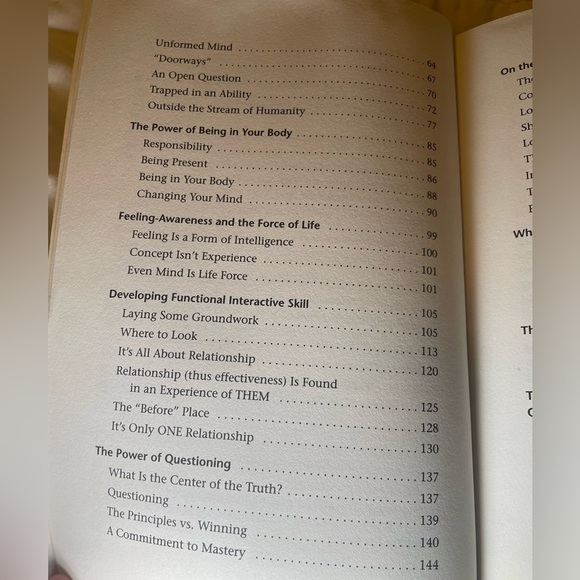 Unformed Mind . . . . . . . . . . . . . . . . . . . . . . . . 64
"Doorways" . . . . . . . . . . . . . . . . . . . . . . . . 67
An Open Question . . . . . . . . . . . . . . . . . . . . . . . . 70
Trapped in an Ability . . . . . . . . . . . . . . . . . . . . . . . . 72
Outside the Stream of Humanity . . . . . . . . . . . . . . . . 77
The Power of Being in Your Body . . . . . . . . . . . . . . . . 85
Responsibility . . . . . . . . . . . . . . . . . . . . . . . . 85
Being Present . . . . . . . . . . . . . . . . . . . . . . . . 86
Being in Your Body . . . . . . . . . . . . . . . . . . . . . . . . 88
Changing Your Mind . . . . . . . . . . . . . . . . . . . . . . . . 90
Feeling-Awareness and the Force of Life . . . . . . . . . . . . 99
Feeling Is a Form of Intelligence . . . . . . . . . . . . . . . . 100
Concept Isn't Experience . . . . . . . . . . . . . . . . . . . . 101
Even Mind Is Life Force . . . . . . . . . . . . . . . . . . . . 101
Developing Functional Interactive Skill . . . . . . . . . . . . 105
Laying Some Groundwork . . . . . . . . . . . . . . . . . . . . 105
Where to Look . . . . . . . . . . . . . . . . . . . . . . . . 113
It's All About Relationship . . . . . . . . . . . . . . . . . . . . 120
Relationship (thus effectiveness) Is Found
in an Experience of THEM . . . . . . . . . . . . . . . . . . . . 125
The "Before" Place . . . . . . . . . . . . . . . . . . . . . . . . 128
It's Only ONE Relationship . . . . . . . . . . . . . . . . . . . . 130
The Power of Questioning . . . . . . . . . . . . . . . . . . . . 137
What Is the Center of the Truth? . . . . . . . . . . . . . . . . 137
Questioning . . . . . . . . . . . . . . . . . . . . . . . . 139
The Principles vs. Winning . . . . . . . . . . . . . . . . . . . . 140
A Commitment to Mastery . . . . . . . . . . . . . . . . . . . . 144
On the
Th
Co
Lo
Sh
Wh